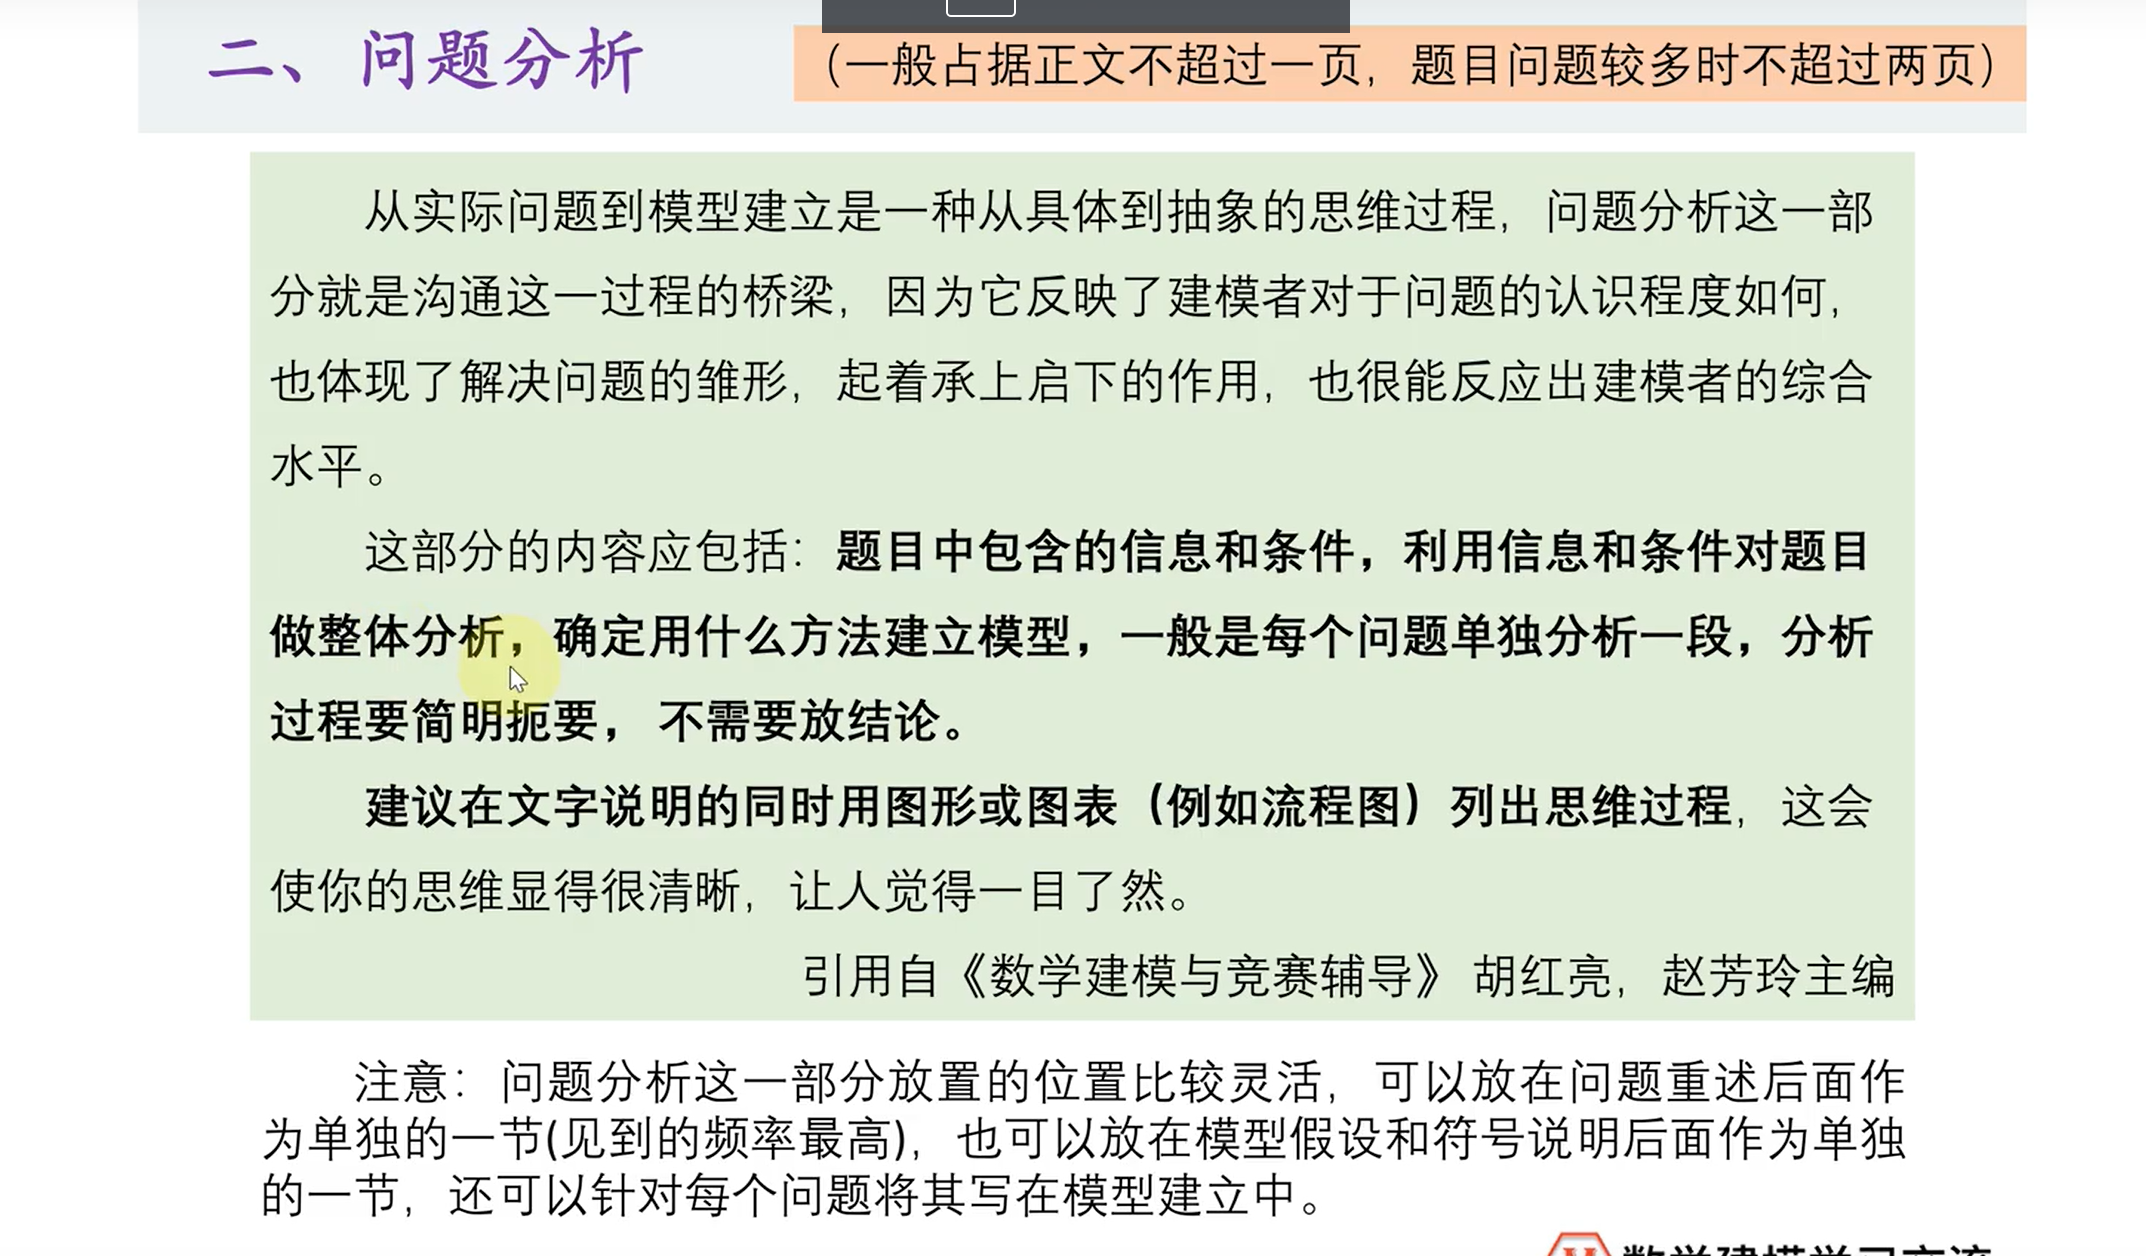 二、问题分析
（一般占据正文不超过一页，题目问题较多时不超过两页）
从实际问题到模型建立是一种从具体到抽象的思维过程，问题分析这一部
分就是沟通这一过程的桥梁，因为它反映了建模者对于问题的认识程度如何，
也体现了解决问题的雏形，起着承上启下的作用，也很能反应出建模者的综合
水平。
这部分的内容应包括：题目中包含的信息和条件，利用信息和条件对题目
做整体分析，确定用什么方法建立模型，一般是每个问题单独分析一段，分析
过程要简明扼要， 不需要放结论。
建议在文字说明的同时用图形或图表（例如流程图）列出思维过程，这会
使你的思维显得很清晰，让人觉得一目了然。
引用自《数学建模与竞赛辅导》 胡红亮，赵芳玲主编
注意：问题分析这一部分放置的位置比较灵活，可以放在问题重述后面作
为单独的一节(见到的频率最高)，也可以放在模型假设和符号说明后面作为单独
的一节，还可以针对每个问题将其写在模型建立中。
数学建模学习交流